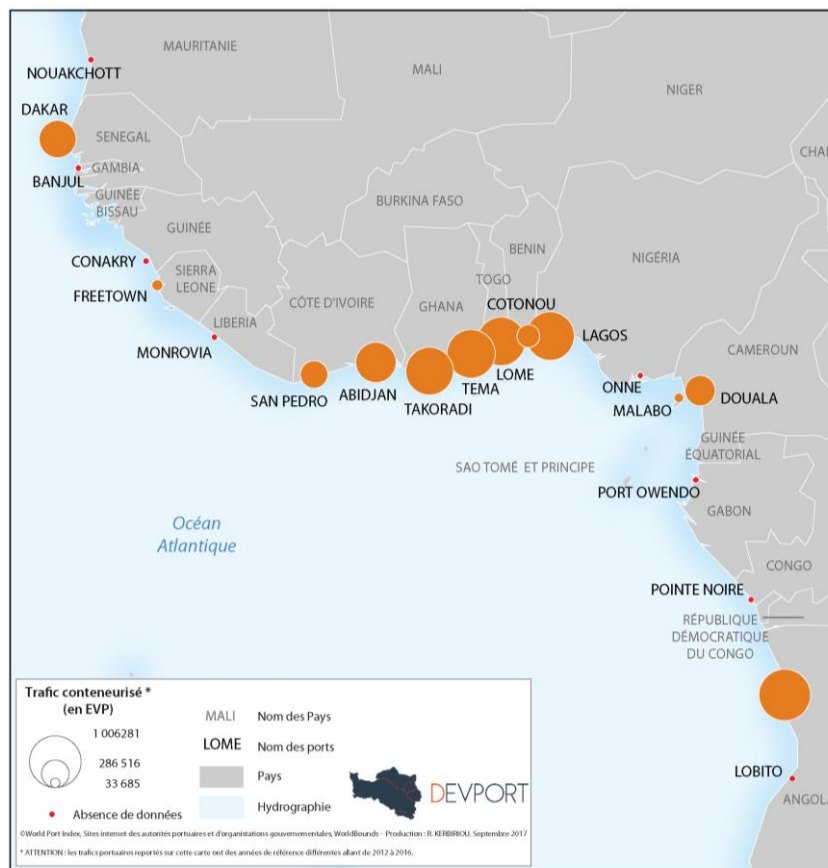 MAURITANIE
NOUAKCHOTT
MALI
NIGER
DAKAR
SENEGAL
GAMBIA
BANJUL
GUINÉE
BISSAU
BURKINA FASO
GUINÉE
BENIN
NIGÉRIA
CONAKRY
SIERRA
LEONE
FREETOWN
TOGO
CÔTE D'IVOIRE
GHANA
COTONOU
LIBERIA
LAGOS
MONROVIA
CAMEROUN
LOME
TEMA
ONNE
SAN PEDRO
ABIDJAN
TAKORADI
MALABO
DOUALA
GUINÉE
ÉQUATORIAL
SAO TOMÉ ET PRINCIPE
PORT OWENDO
GABON
Océan
Atlantique
CONGO
POINTE NOIRE
RÉPUBLIQUE
DÉMOCRATIQUE
DU CONGO
LOBITO
ANGOLA
Trafic conteneurisé *
(en EVP)
1 006281
286 516
33 685
Absence de données
MALI Nom des Pays
LOME Nom des ports
Pays
Hydrographie
DEVPORT
©World Port Index, Sites internet des autorités portuaires et d'organistations gouvernementales, WorldBounds - Production : R. KERBIRIOU, Septembre 2017
* ATTENTION : les trafics portuaires reportés sur cette carte ont des années de référence différentes allant de 2012 à 2016.